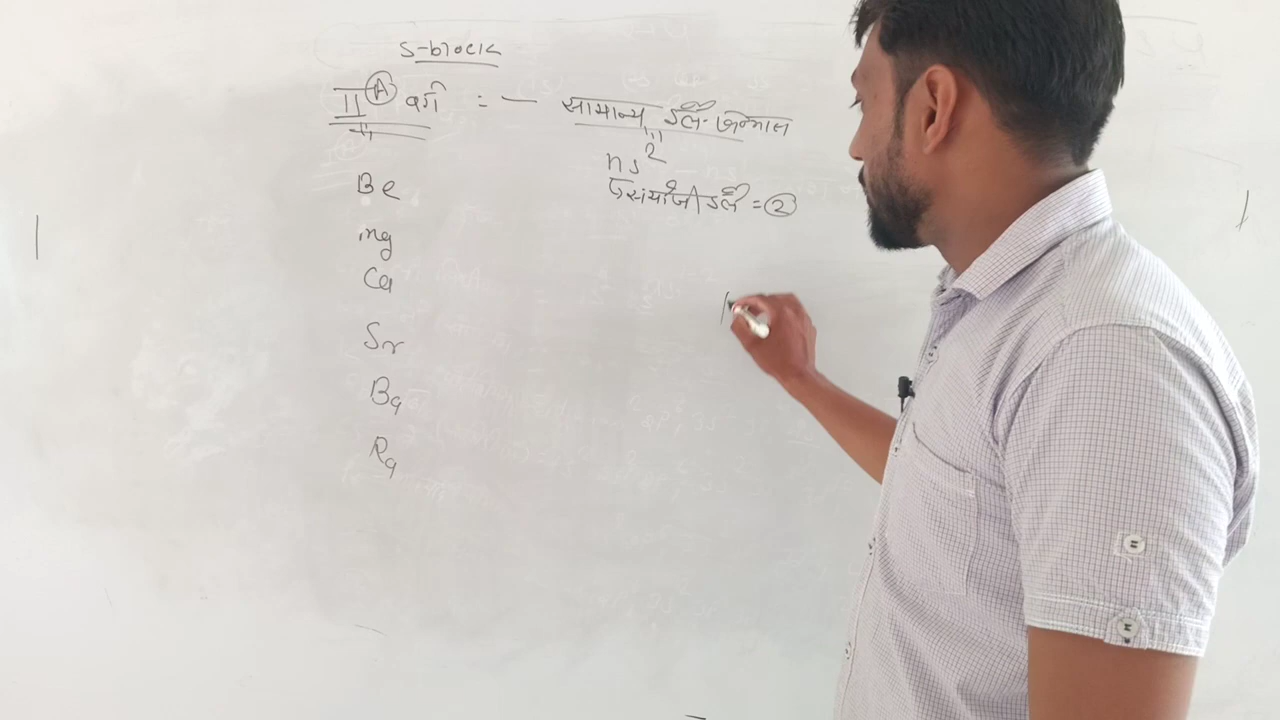 S-block
II A वर्ग :- सामान्य इले. विन्यास
ns²
संयोजी इले = 2
Be
Mg
Ca
Sr
Ba
Ra